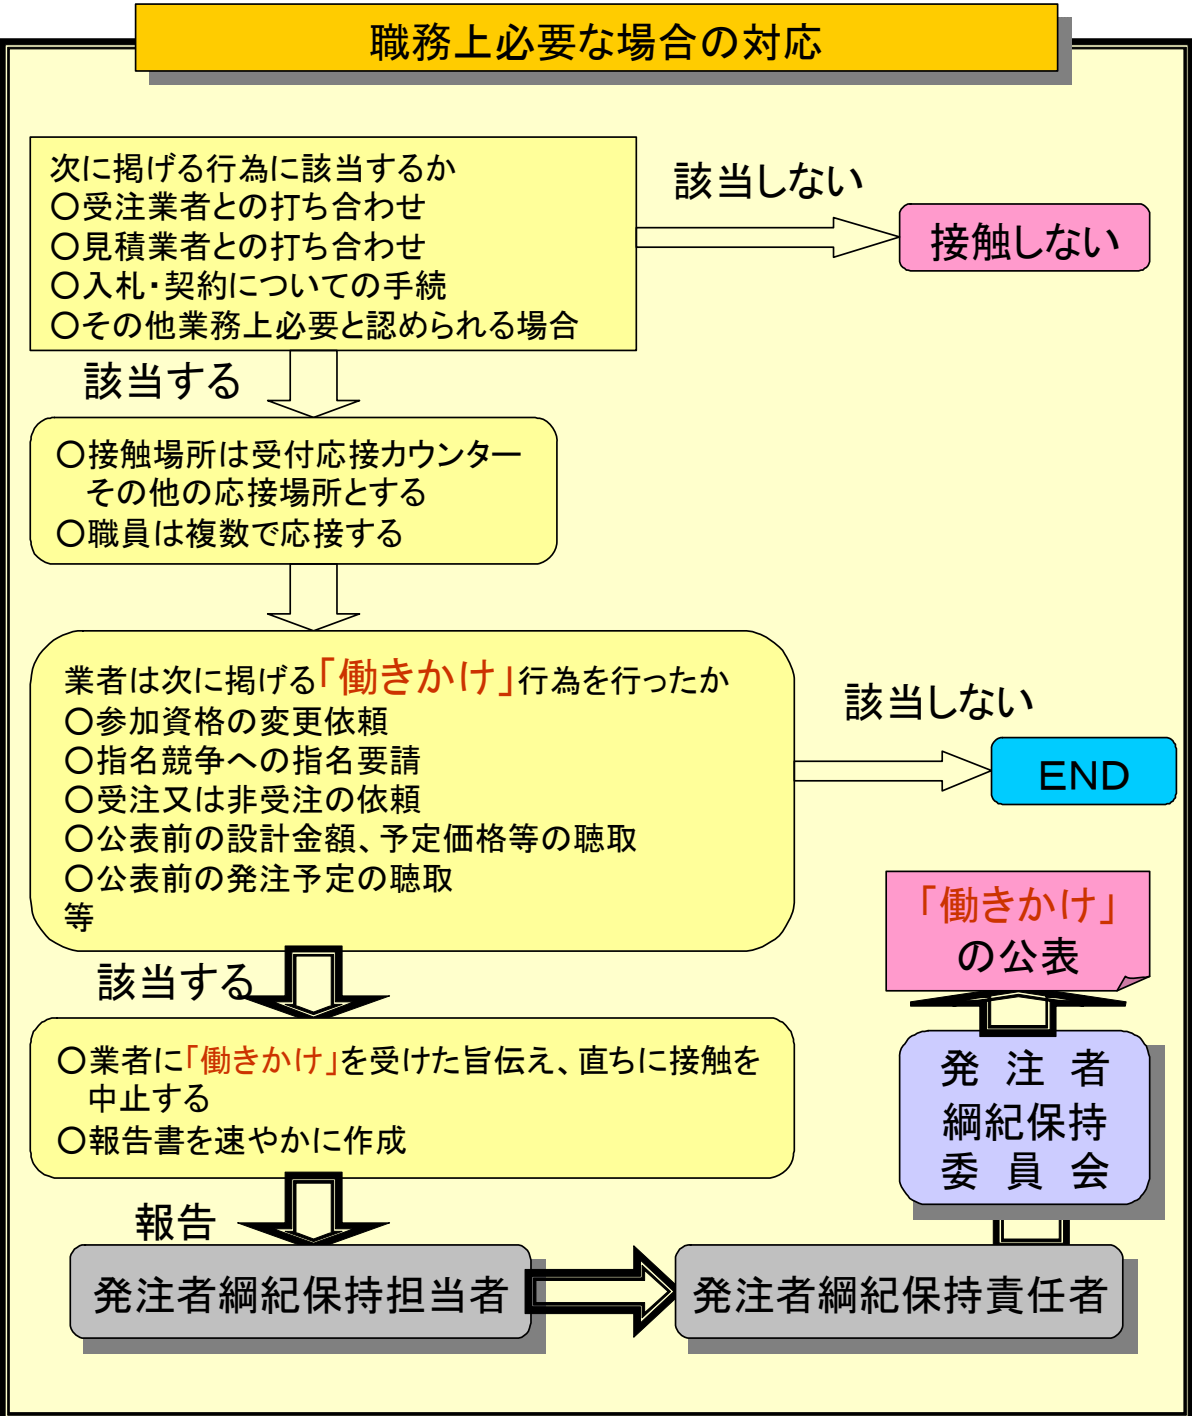 職務上必要な場合の対応
次に掲げる行為に該当するか
○受注業者との打ち合わせ
○見積業者との打ち合わせ
○入札・契約についての手続
○その他業務上必要と認められる場合
該当しない
接触しない
該当する
○接触場所は受付応接カウンター
その他の応接場所とする
○職員は複数で応接する
業者は次に掲げる「働きかけ」行為を行ったか
○参加資格の変更依頼
○指名競争への指名要請
○受注又は非受注の依頼
○公表前の設計金額、予定価格等の聴取
○公表前の発注予定の聴取
等
該当しない
END
該当する
○業者に「働きかけ」を受けた旨伝え、直ちに接触を
中止する
○報告書を速やかに作成
報告
発注者綱紀保持担当者
発注者綱紀保持責任者
発注者
綱紀保持
委員会
「働きかけ」
の公表